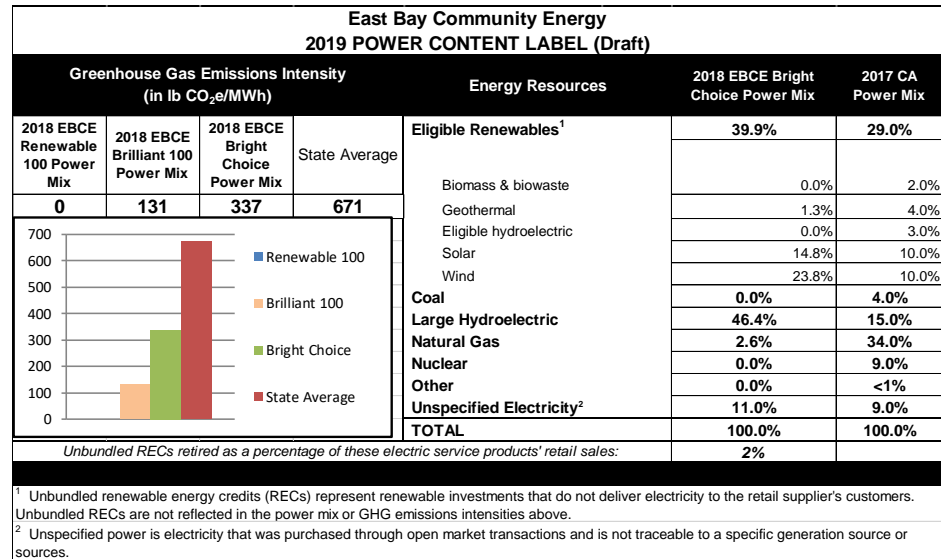 East Bay Community Energy
2019 POWER CONTENT LABEL (Draft)
Greenhouse Gas Emissions Intensity
(in lb CO₂e/MWh)
Energy Resources
2018 EBCE Bright
Choice Power Mix
2017 CA
Power Mix
2018 EBCE
Renewable
100 Power
Mix
2018 EBCE
Brilliant 100
Power Mix
2018 EBCE
Bright
Choice
Power Mix
State Average
0 131 337 671
700
600
500
400
300
200
100
0
Renewable 100
Brilliant 100
Bright Choice
State Average
Eligible Renewables¹ 39.9% 29.0%
Biomass & biowaste 0.0% 2.0%
Geothermal 1.3% 4.0%
Eligible hydroelectric 0.0% 3.0%
Solar 14.8% 10.0%
Wind 23.8% 10.0%
Coal 0.0% 4.0%
Large Hydroelectric 46.4% 15.0%
Natural Gas 2.6% 34.0%
Nuclear 0.0% 9.0%
Other 0.0% <1%
Unspecified Electricity² 11.0% 9.0%
TOTAL 100.0% 100.0%
Unbundled RECs retired as a percentage of these electric service products' retail sales: 2%
¹ Unbundled renewable energy credits (RECs) represent renewable investments that do not deliver electricity to the retail supplier's customers.
Unbundled RECs are not reflected in the power mix or GHG emissions intensities above.
² Unspecified power is electricity that was purchased through open market transactions and is not traceable to a specific generation source or
sources.